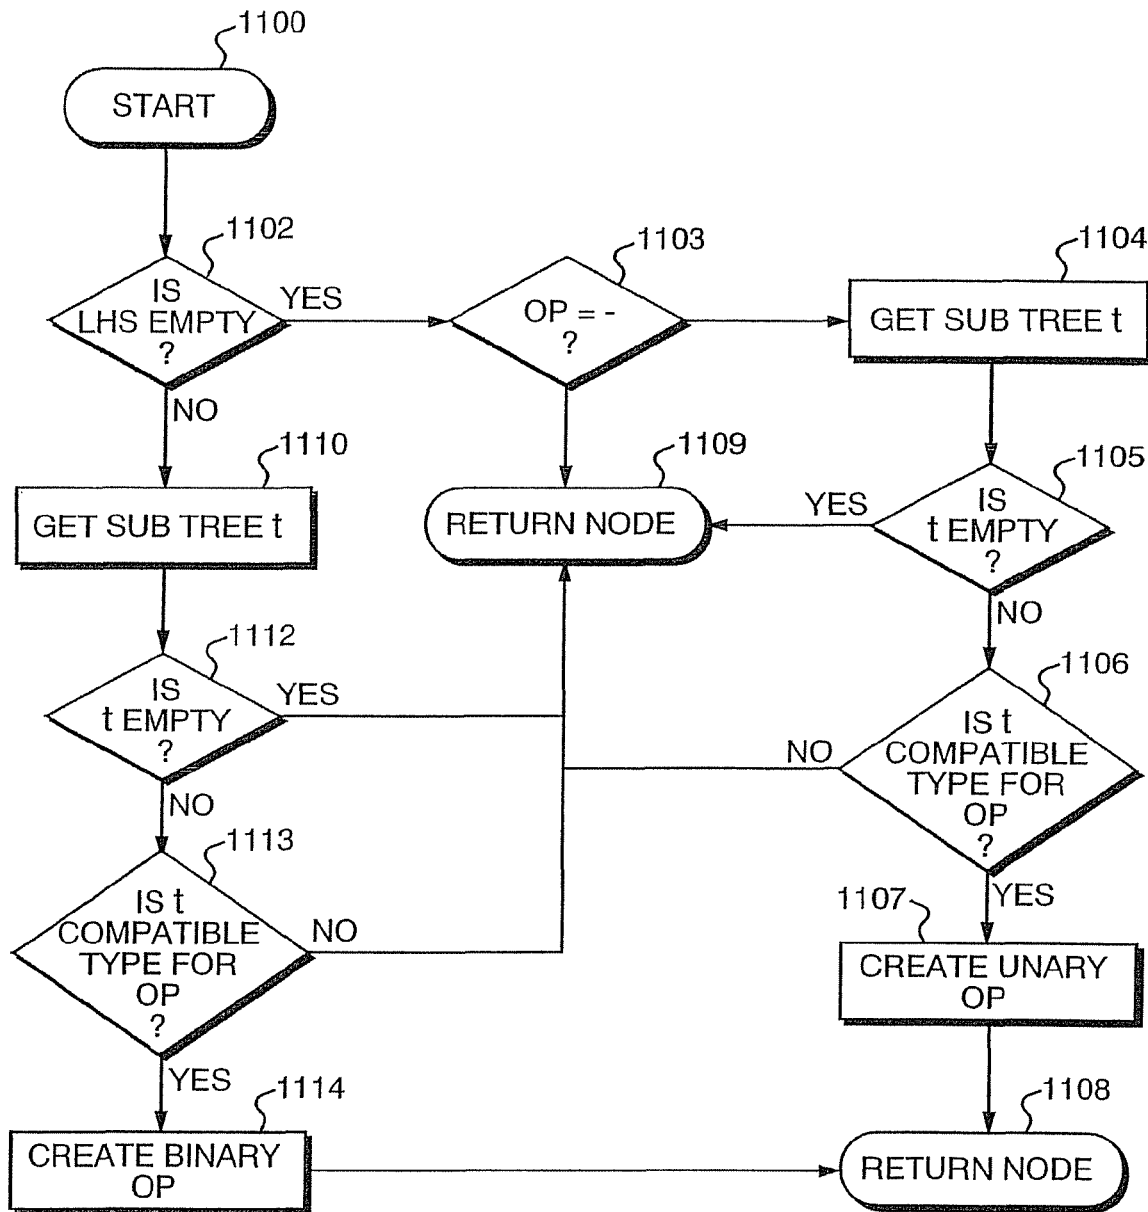 1100
START
1102
IS
LHS EMPTY
?
YES
NO
1103
OP = -
?
1104
GET SUB TREE t
1110
GET SUB TREE t
1109
RETURN NODE
1105
IS
t EMPTY
?
YES
NO
1112
IS
t EMPTY
?
YES
NO
1106
IS t
COMPATIBLE
TYPE FOR
OP
?
NO
YES
1113
IS t
COMPATIBLE
TYPE FOR
OP
?
NO
YES
1107
CREATE UNARY
OP
1114
CREATE BINARY
OP
1108
RETURN NODE